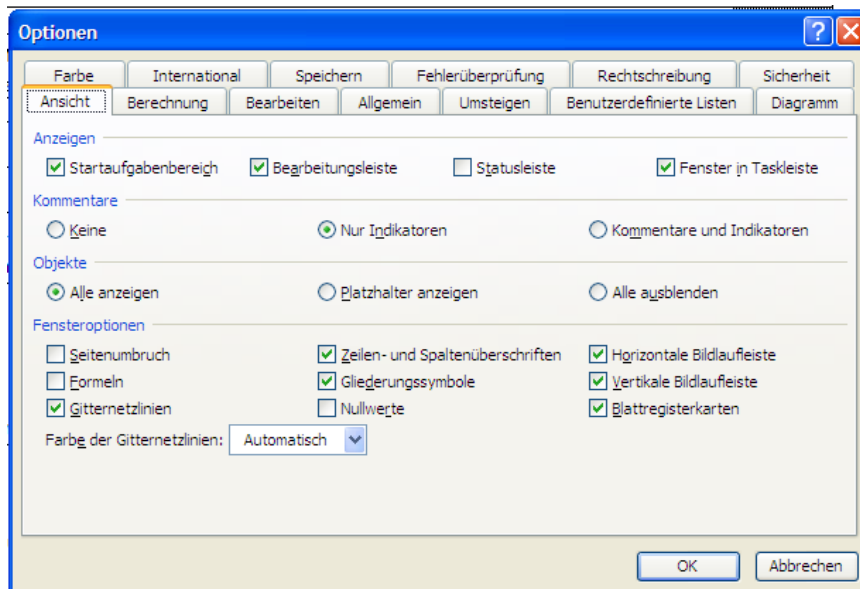 Optionen
Farbe International Speichern Fehlerüberprüfung Rechtschreibung Sicherheit
Ansicht Berechnung Bearbeiten Allgemein Umsteigen Benutzerdefinierte Listen Diagramm
Anzeigen
Startaufgabenbereich Bearbeitungsleiste Statusleiste Fenster in Taskleiste
Kommentare
Keine Nur Indikatoren Kommentare und Indikatoren
Objekte
Alle anzeigen Platzhalter anzeigen Alle ausblenden
Fensteroptionen
Seitenumbruch Zeilen- und Spaltenüberschriften Horizontale Bildlaufleiste
Formeln Gliederungssymbole Vertikale Bildlaufleiste
Gitternetzlinien Nullwerte Blattregisterkarten
Farbe der Gitternetzlinien: Automatisch
OK Abbrechen